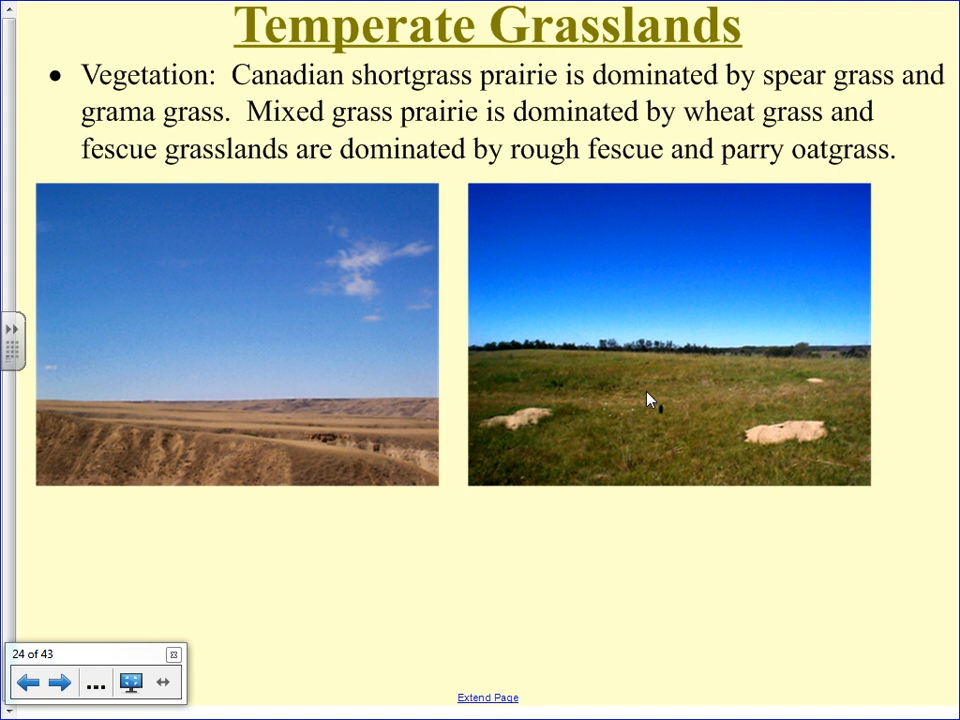 Temperate Grasslands
• Vegetation: Canadian shortgrass prairie is dominated by spear grass and
grama grass. Mixed grass prairie is dominated by wheat grass and
fescue grasslands are dominated by rough fescue and parry oatgrass.
24 of 43
...
Extend Page